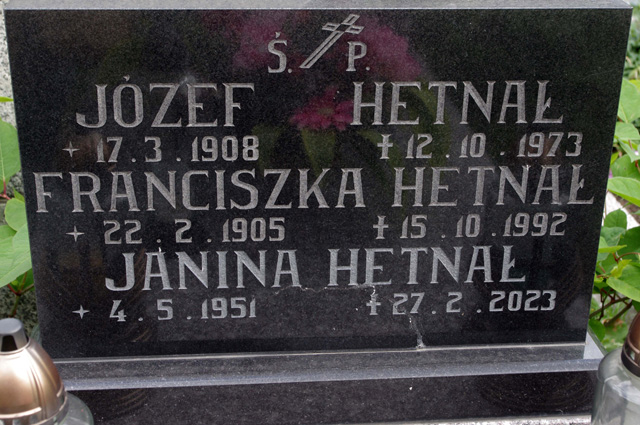 Ś. P.
JÓZEF HETNAŁ
17.3.1908 12.10.1973
FRANCISZKA HETNAŁ
22.2.1905 15.10.1992
JANINA HETNAŁ
4.5.1951 27.2.2023